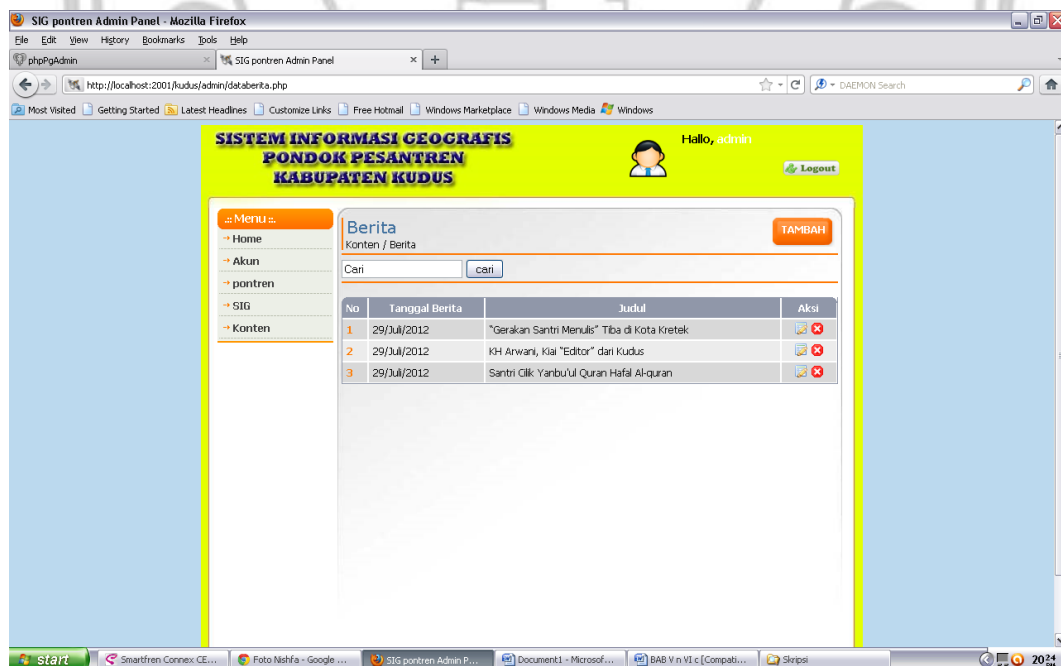 SIG pontren Admin Panel - Mozilla Firefox
File Edit View History Bookmarks Tools Help
phpPgAdmin × SIG pontren Admin Panel × +
http://localhost:2001/kudus/admin/databerita.php DAEMON Search
Most Visited Getting Started Latest Headlines Customize Links Free Hotmail Windows Marketplace Windows Media Windows
SISTEM INFORMASI GEOGRAFIS
PONDOK PESANTREN
KABUPATEN KUDUS
Hallo, admin
Logout
.:: Menu ::.
Home
Akun
pontren
SIG
Konten
Berita
Konten / Berita
TAMBAH
Cari cari
No Tanggal Berita Judul Aksi
1 29/Juli/2012 "Gerakan Santri Menulis" Tiba di Kota Kretek
2 29/Juli/2012 KH Arwani, Kiai "Editor" dari Kudus
3 29/Juli/2012 Santri Cilik Yanbu'ul Quran Hafal Al-quran
start Smartfren Connex CE... Foto Nishfa - Google ... SIG pontren Admin P... Document1 - Microsof... BAB V n VI c [Compati... Skripsi